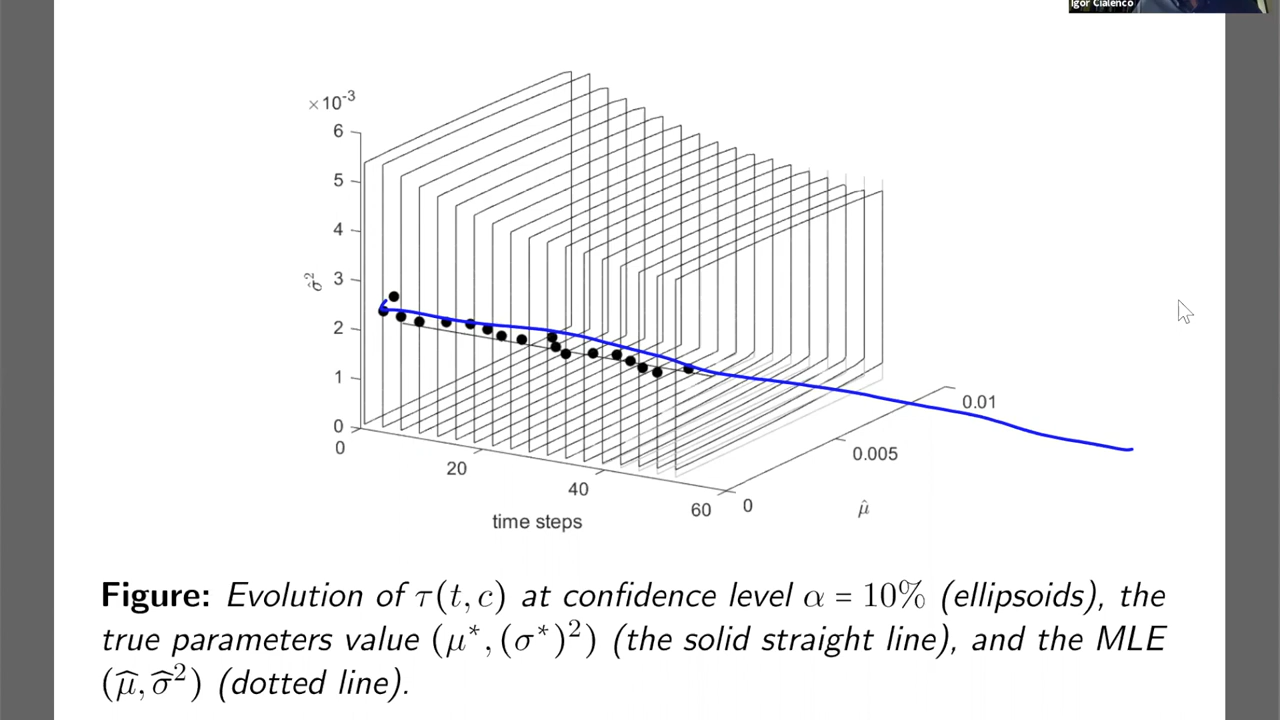 Igor Cialenco
×10⁻³
6
5
4
3
2
1
0
σ̂²
0
20
40
60
time steps
0
0.005
0.01
μ̂
Figure: Evolution of τ(t, c) at confidence level α = 10% (ellipsoids), the
true parameters value (μ*, (σ*)²) (the solid straight line), and the MLE
(μ̂, σ̂²) (dotted line).